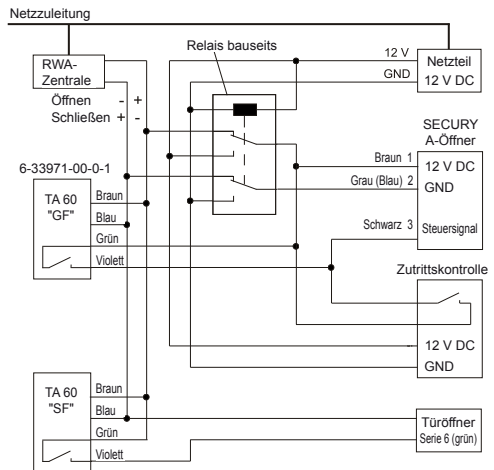 Netzzuleitung
Relais bauseits
12 V
GND
Netzteil
12 V DC
RWA-
Zentrale
Öffnen - +
Schließen + -
SECURY
A-Öffner
6-33971-00-0-1
Braun 1
12 V DC
Grau (Blau) 2
GND
TA 60
"GF"
Braun
Blau
Grün
Violett
Schwarz 3
Steuersignal
Zutrittskontrolle
12 V DC
GND
TA 60
"SF"
Braun
Blau
Grün
Violett
Türöffner
Serie 6 (grün)